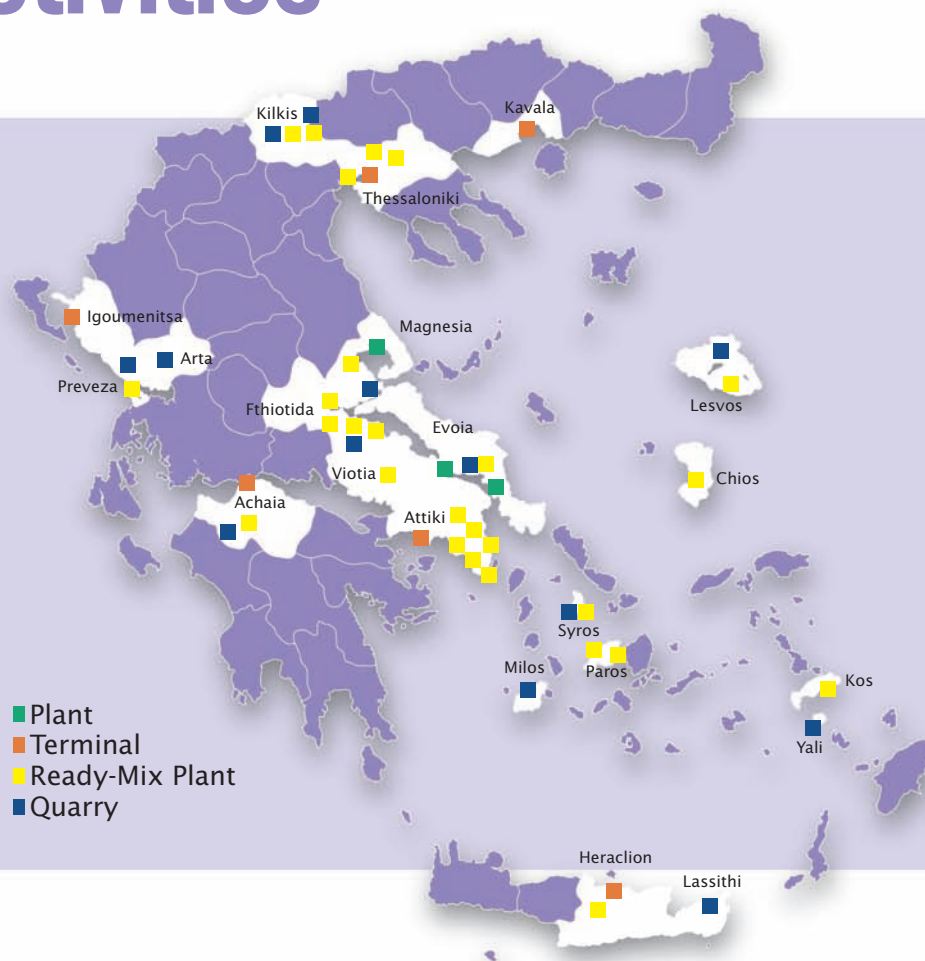 Kilkis
Kavala
Thessaloniki
Igoumenitsa
Magnesia
Arta
Preveza
Lesvos
Fthiotida
Evoia
Viotia
Chios
Achaia
Attiki
Syros
Paros
Milos
Kos
Yali
Plant
Terminal
Ready-Mix Plant
Quarry
Heraclion
Lassithi